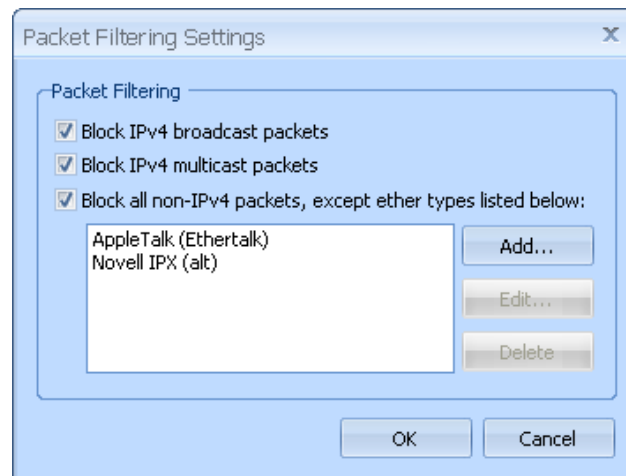 Packet Filtering Settings
Packet Filtering
Block IPv4 broadcast packets
Block IPv4 multicast packets
Block all non-IPv4 packets, except ether types listed below:
AppleTalk (Ethertalk)
Novell IPX (alt)
Add...
Edit...
Delete
OK
Cancel